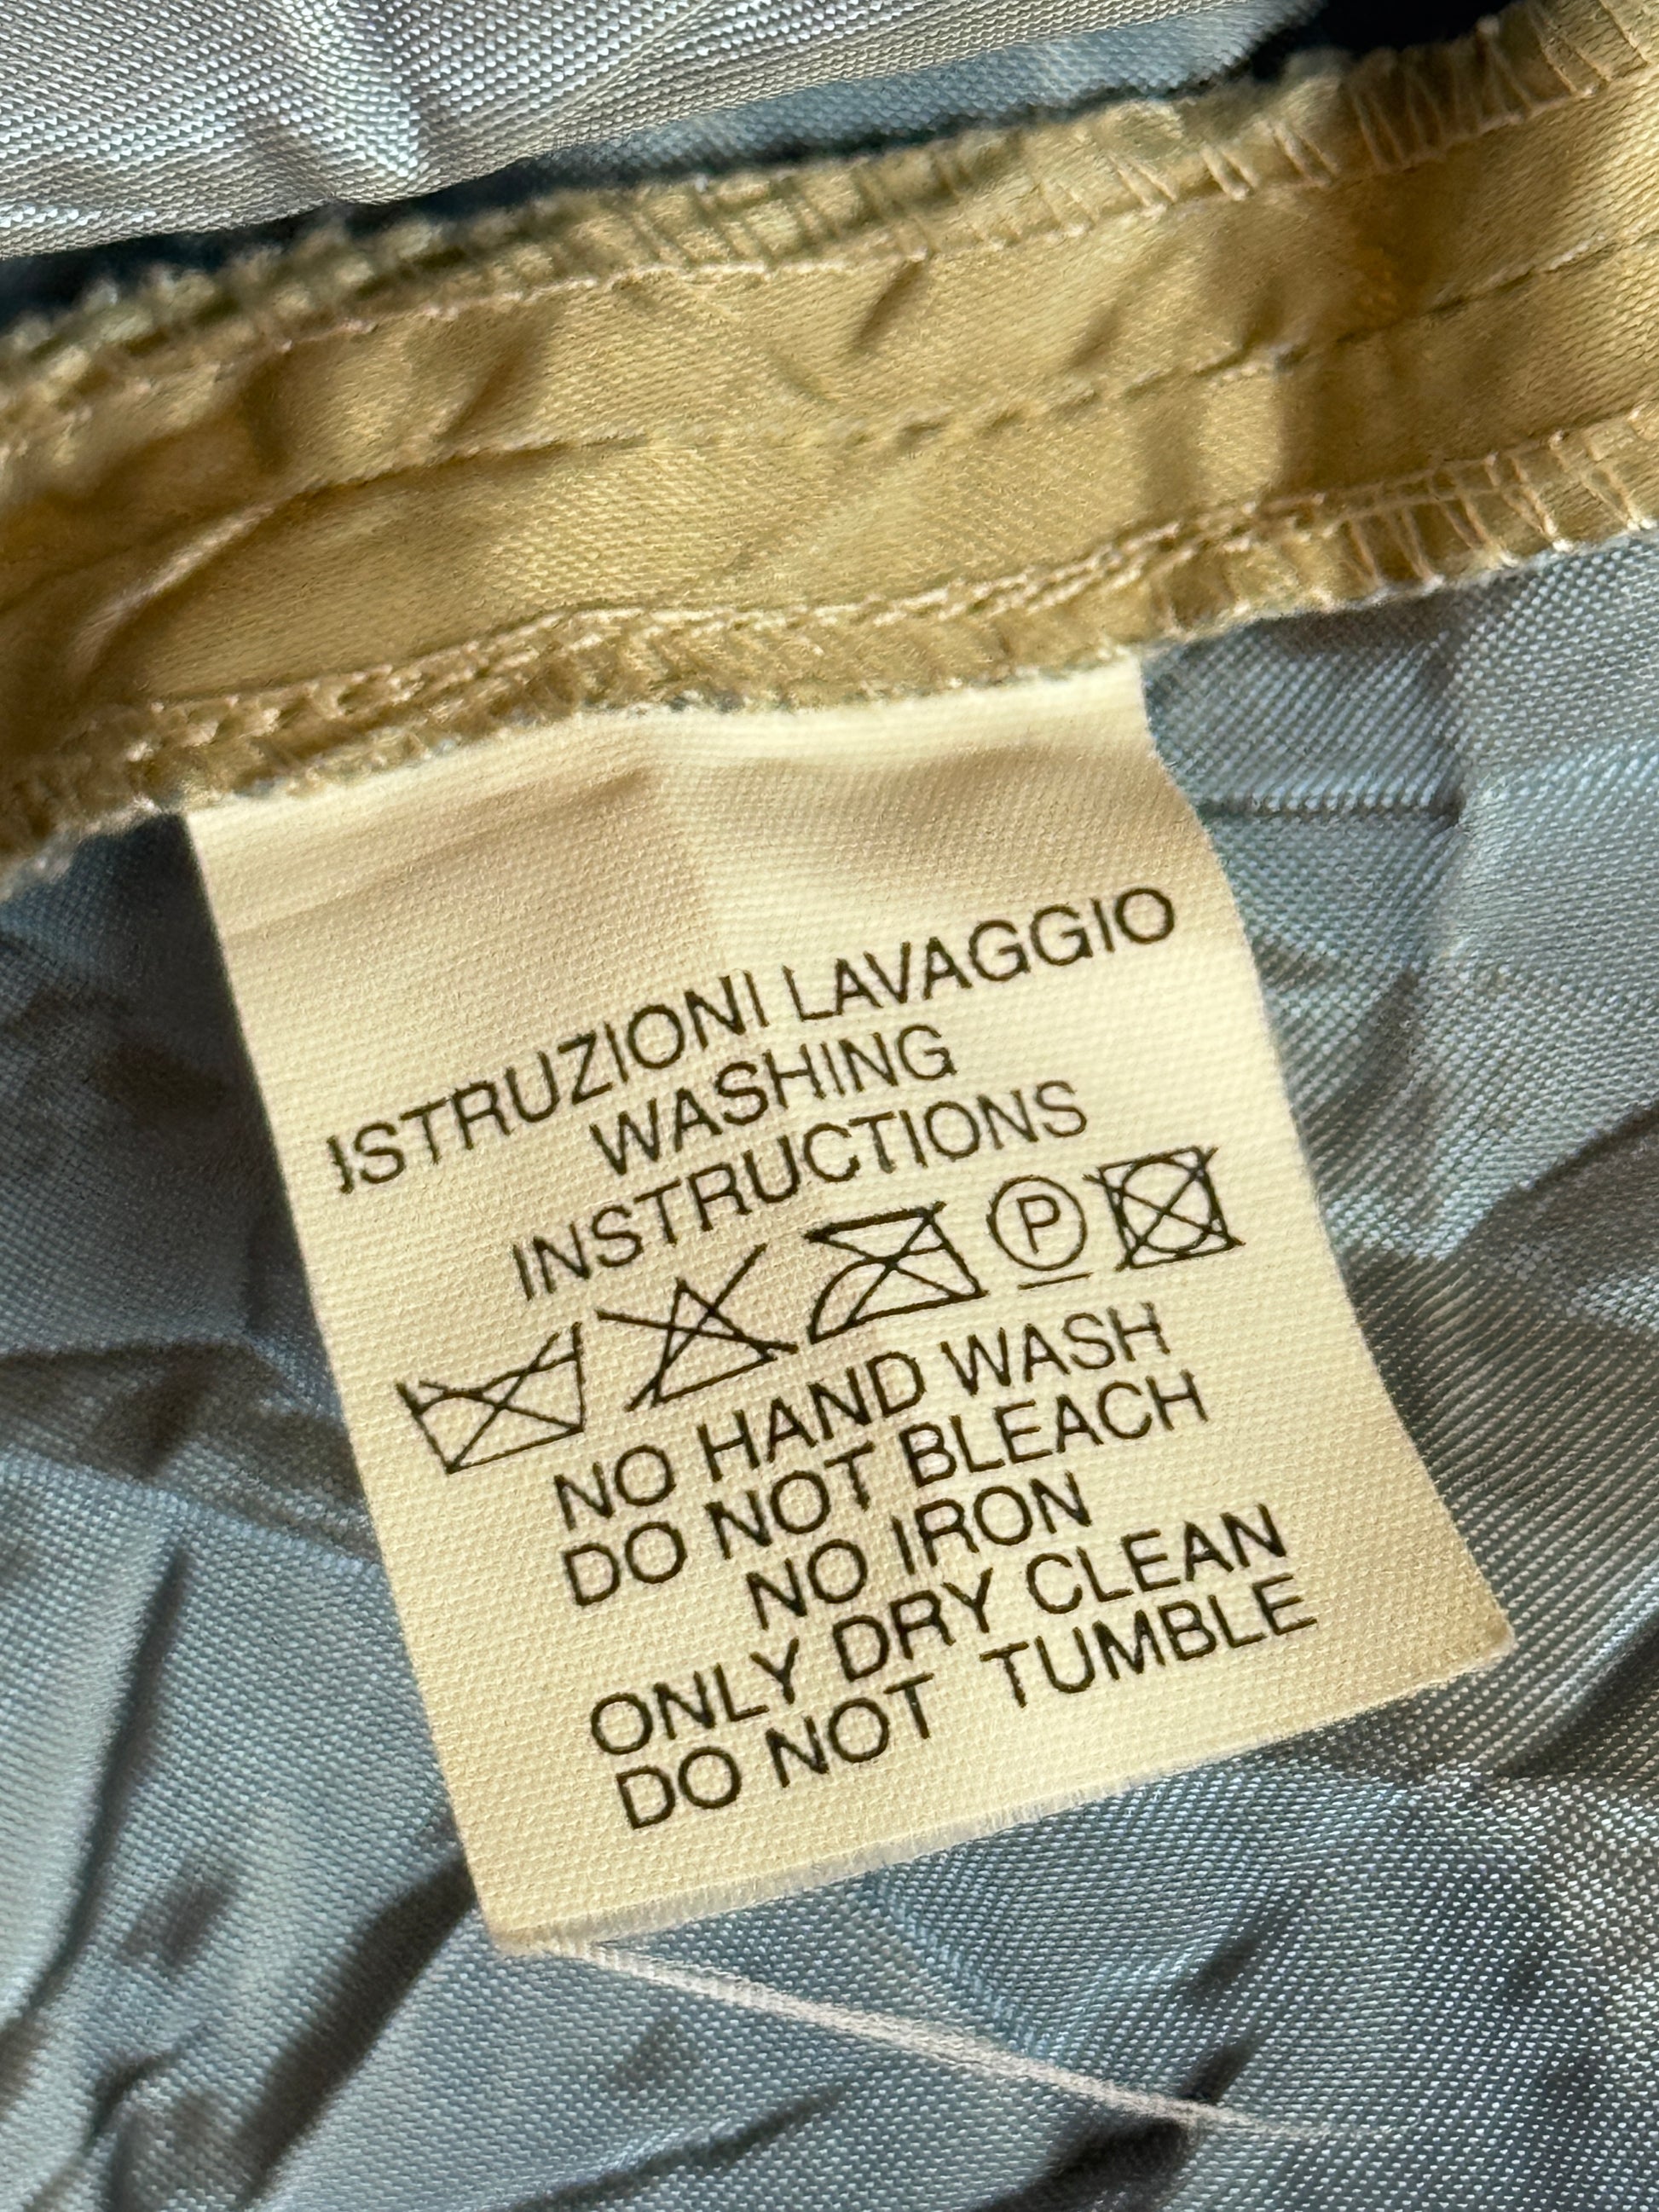 ISTRUZIONI LAVAGGIO
WASHING
INSTRUCTIONS
P
NO HAND WASH
DO NOT BLEACH
NO IRON
ONLY DRY CLEAN
DO NOT TUMBLE